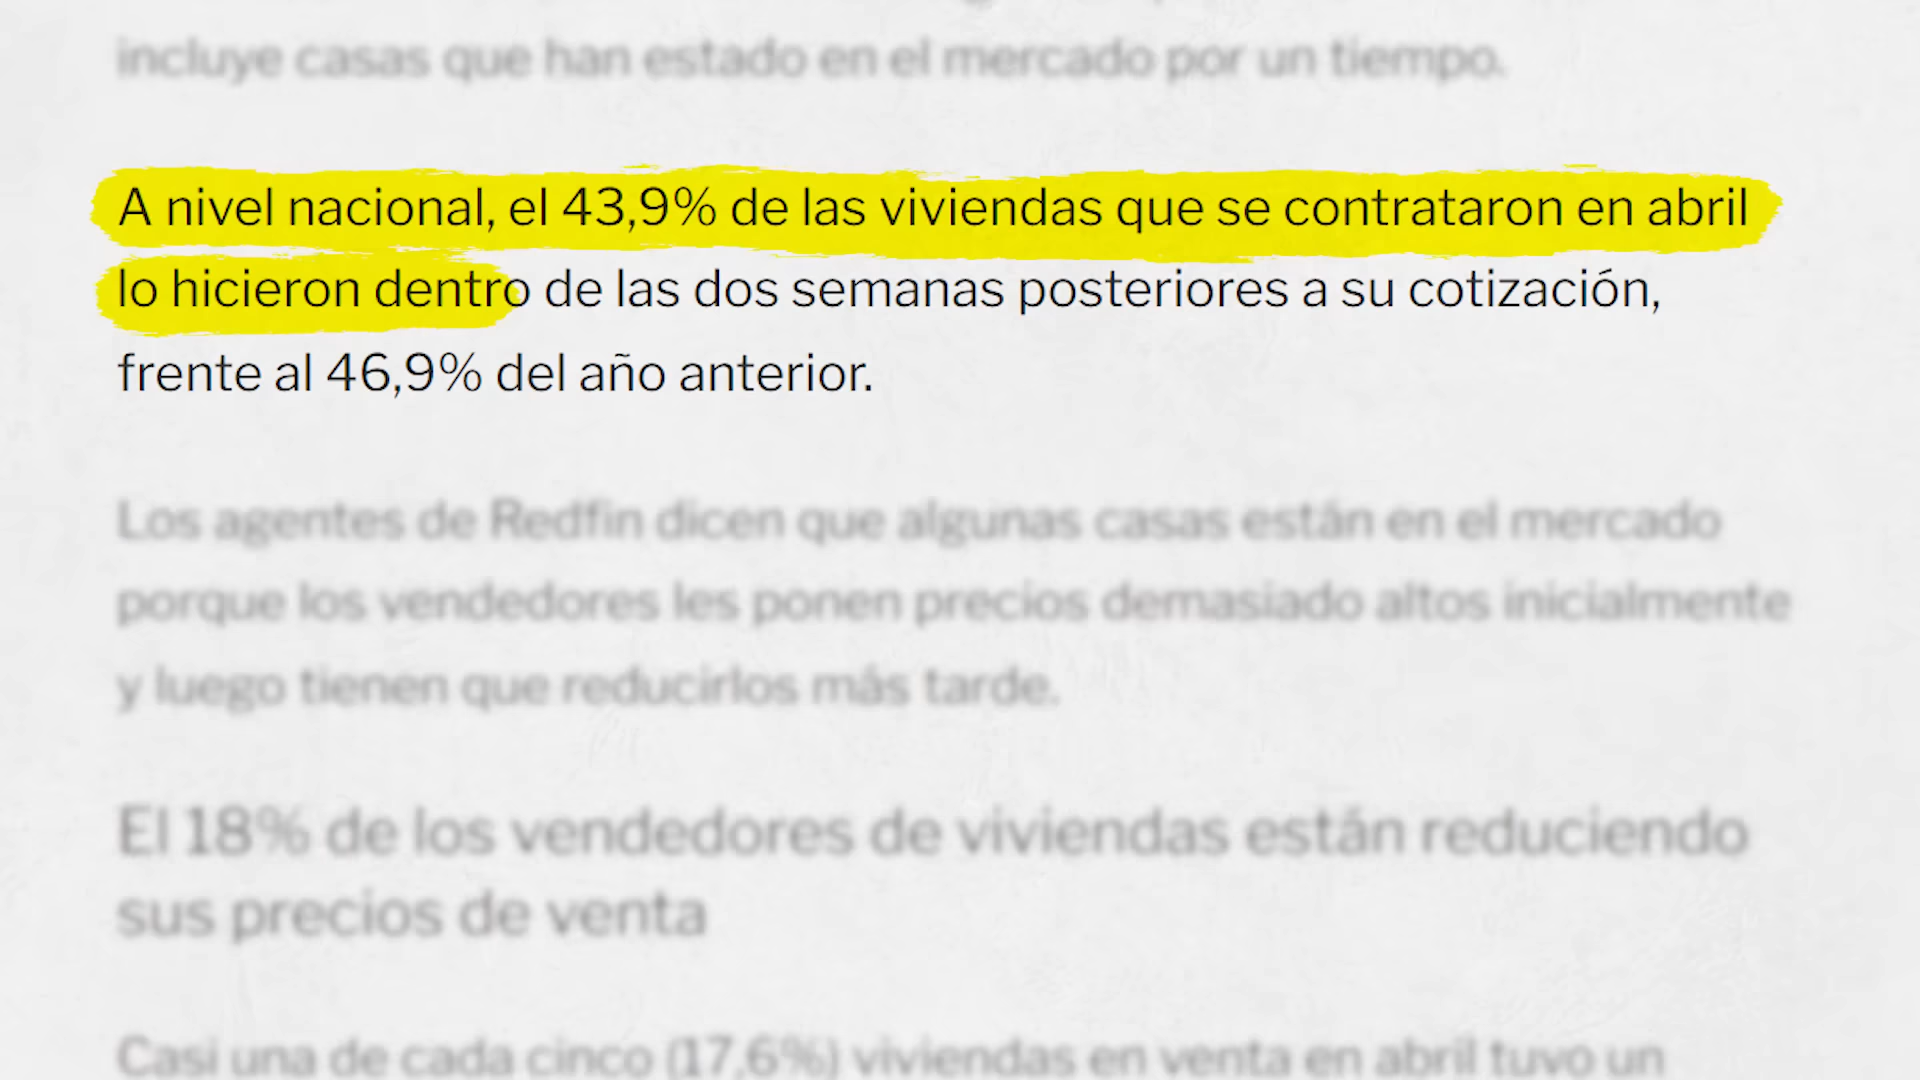 incluye casas que han estado en el mercado por un tiempo.
A nivel nacional, el 43,9% de las viviendas que se contrataron en abril
lo hicieron dentro de las dos semanas posteriores a su cotización,
frente al 46,9% del año anterior.
Los agentes de Redfin dicen que algunas casas están en el mercado
porque los vendedores les ponen precios demasiado altos inicialmente
y luego tienen que reducirlos más tarde.
El 18% de los vendedores de viviendas están reduciendo
sus precios de venta
Casi una de cada cinco (17,6%) viviendas en venta en abril tuvo un